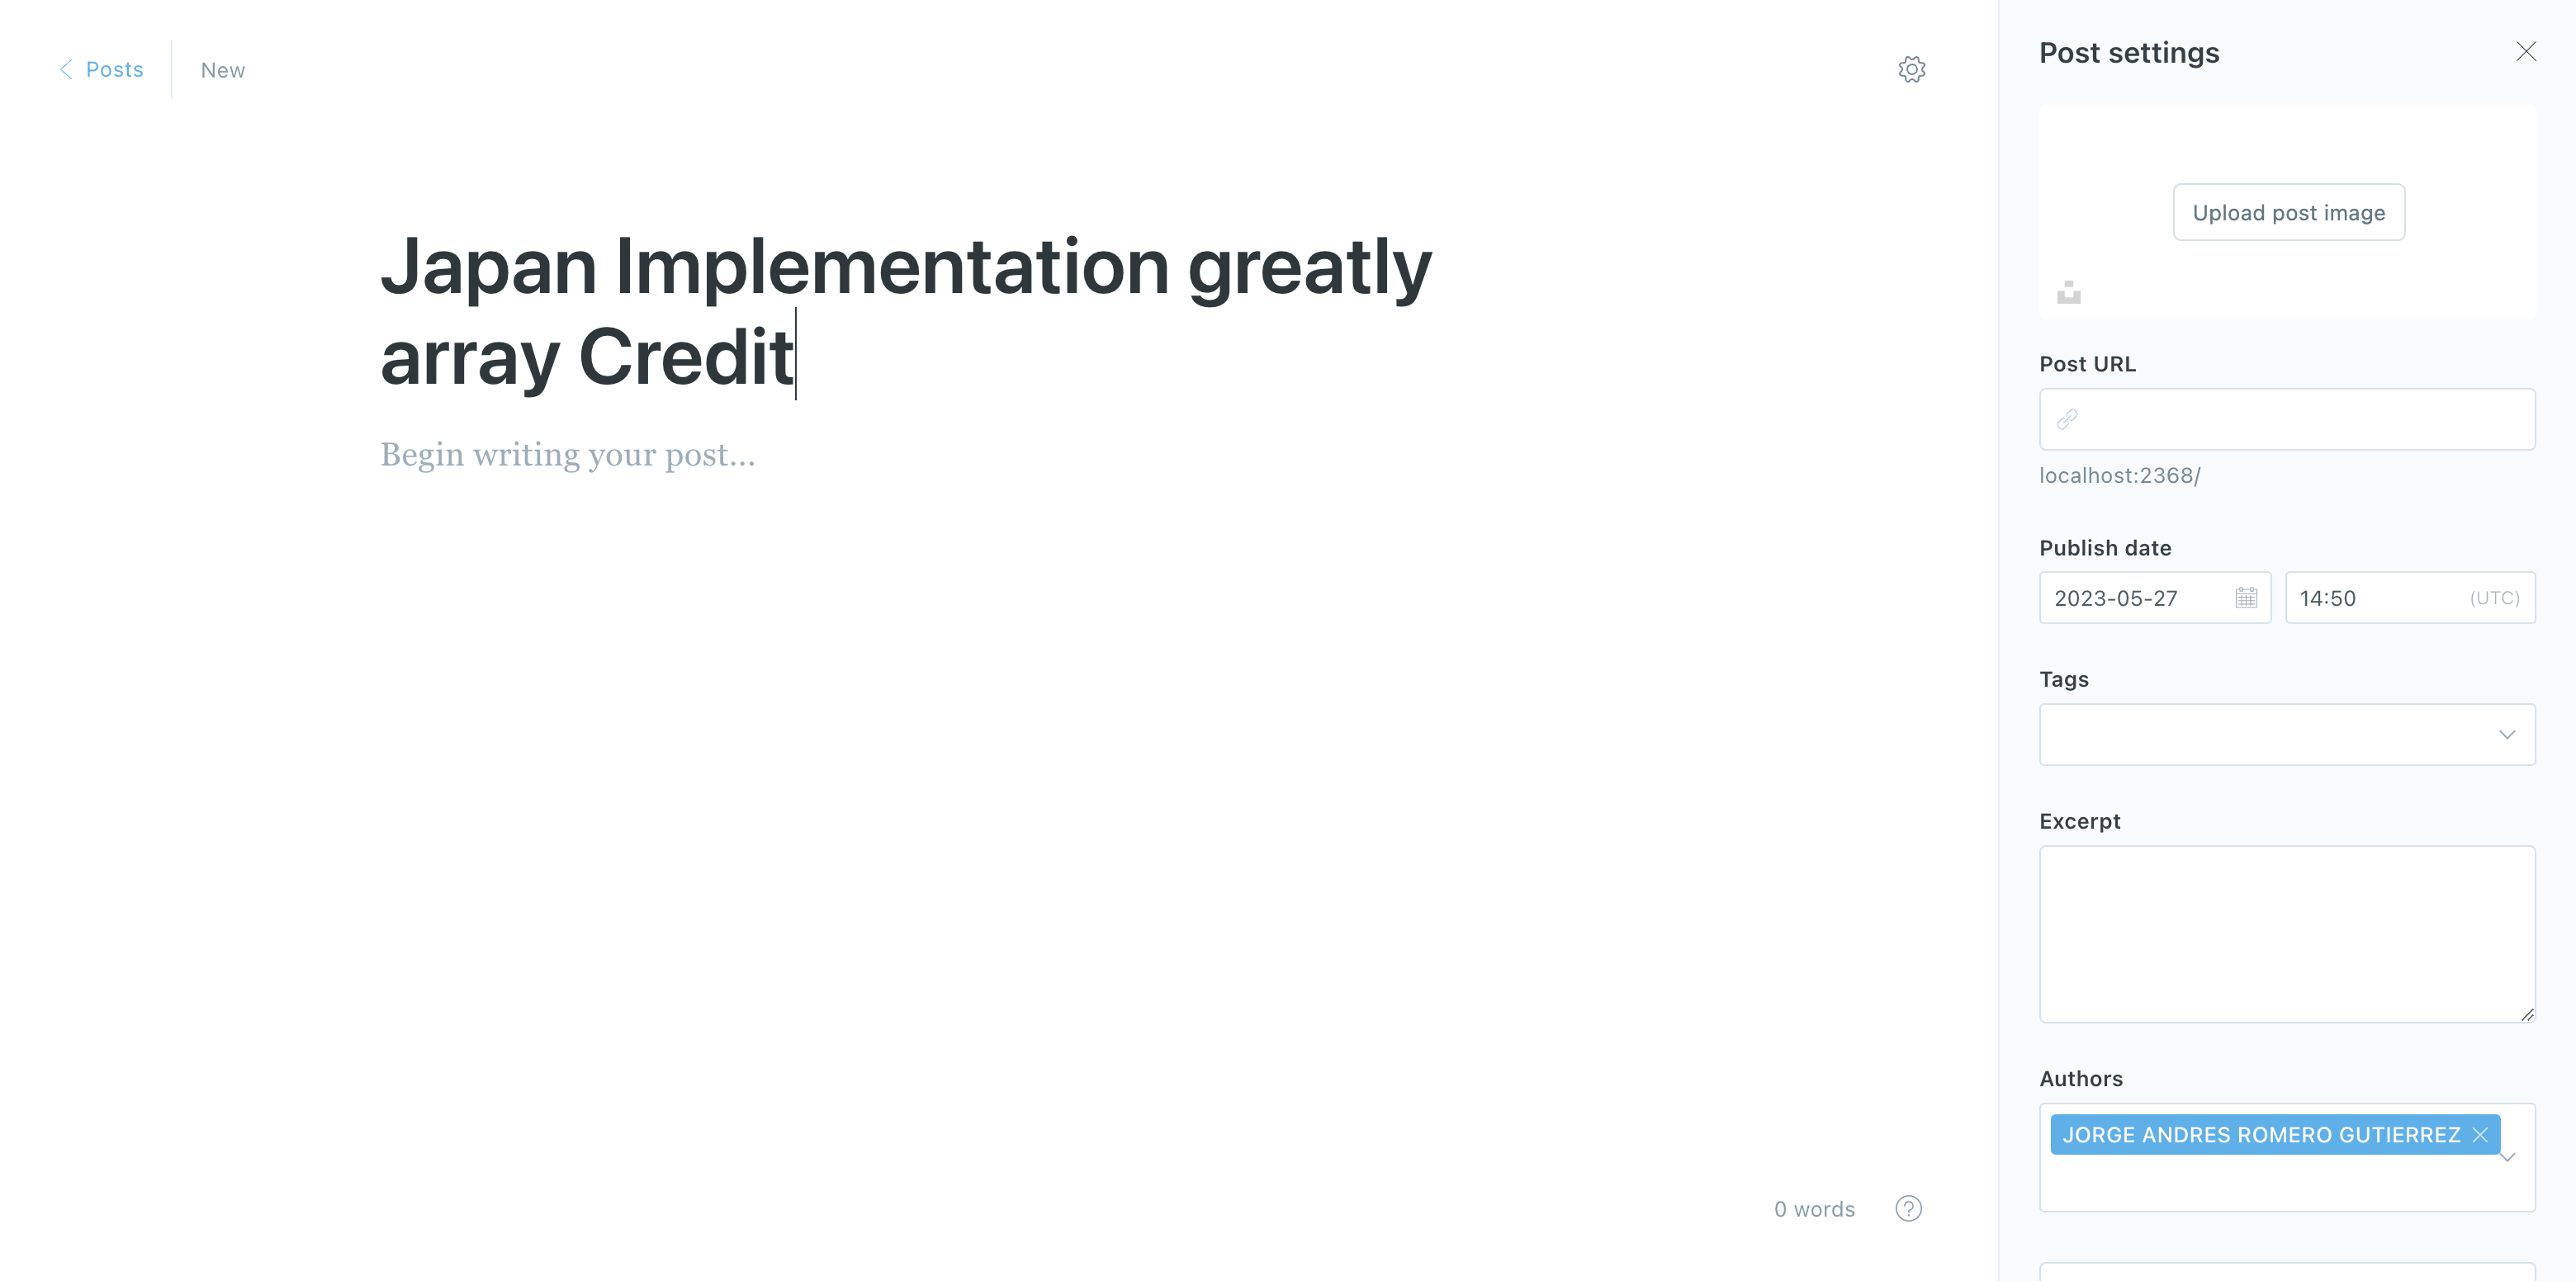 Posts
New
Japan Implementation greatly
array Credit
Begin writing your post...
0 words
Post settings
Upload post image
Post URL
localhost:2368/
Publish date
2023-05-27
14:50 (UTC)
Tags
Excerpt
Authors
JORGE ANDRES ROMERO GUTIERREZ